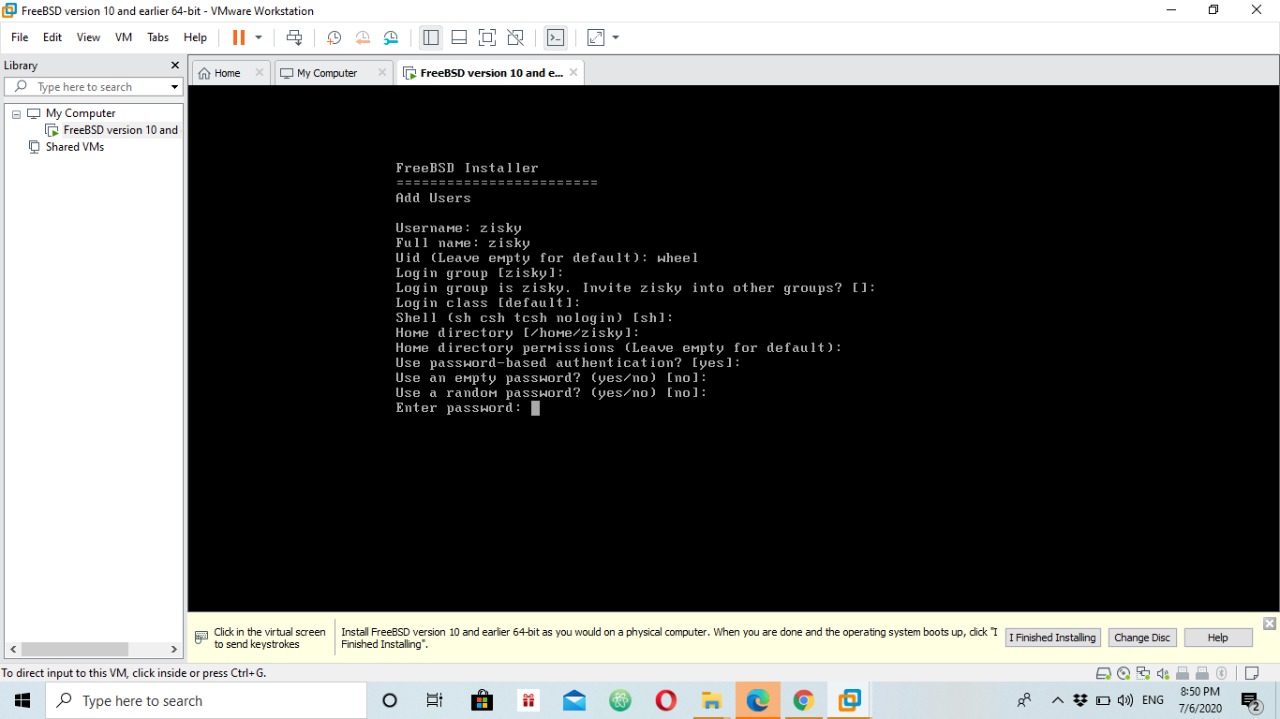 FreeBSD version 10 and earlier 64-bit - VMware Workstation
File Edit View VM Tabs Help
Library
Type here to search
My Computer
FreeBSD version 10 and
Shared VMs
Home
My Computer
FreeBSD version 10 and e...
FreeBSD Installer
========================
Add Users
Username: zisky
Full name: zisky
Uid (Leave empty for default): wheel
Login group [zisky]:
Login group is zisky. Invite zisky into other groups? []:
Login class [default]:
Shell (sh csh tcsh nologin) [sh]:
Home directory [/home/zisky]:
Home directory permissions (Leave empty for default):
Use password-based authentication? [yes]:
Use an empty password? (yes/no) [no]:
Use a random password? (yes/no) [no]:
Enter password:
Click in the virtual screen
to send keystrokes
Install FreeBSD version 10 and earlier 64-bit as you would on a physical computer. When you are done and the operating system boots up, click "I
Finished Installing".
I Finished Installing
Change Disc
Help
To direct input to this VM, click inside or press Ctrl+G.
Type here to search
ENG
8:50 PM
7/6/2020
2